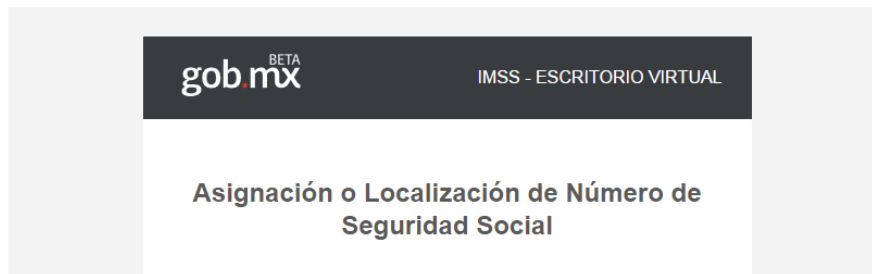 BETA
gob.mx
IMSS - ESCRITORIO VIRTUAL
Asignación o Localización de Número de
Seguridad Social